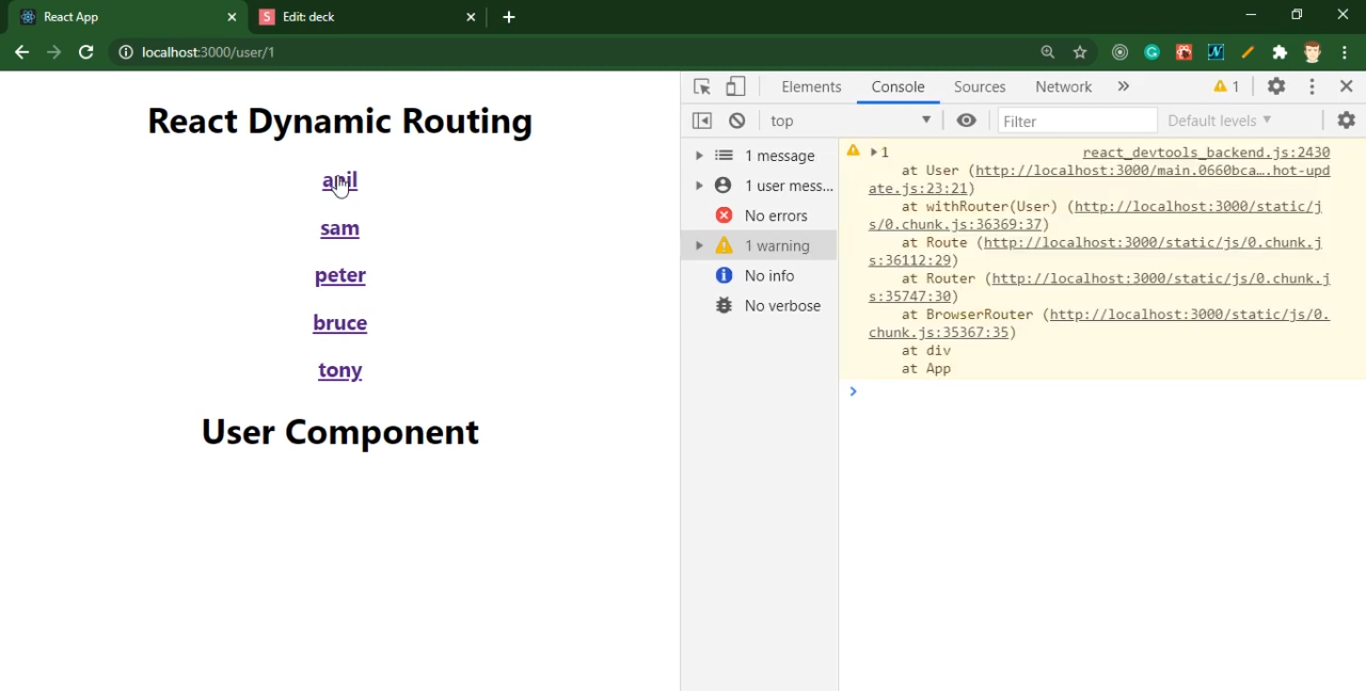 React App
Edit: deck
localhost:3000/user/1
React Dynamic Routing
anil
sam
peter
bruce
tony
User Component
Elements
Console
Sources
Network
1
top
Filter
Default levels
1 message
1 user mess...
No errors
1 warning
No info
No verbose
1 react_devtools_backend.js:2430
at User (http://localhost:3000/main.0660bca….hot-upd
ate.js:23:21)
at withRouter(User) (http://localhost:3000/static/j
s/0.chunk.js:36369:37)
at Route (http://localhost:3000/static/js/0.chunk.j
s:36112:29)
at Router (http://localhost:3000/static/js/0.chunk.j
s:35747:30)
at BrowserRouter (http://localhost:3000/static/js/0.
chunk.js:35367:35)
at div
at App